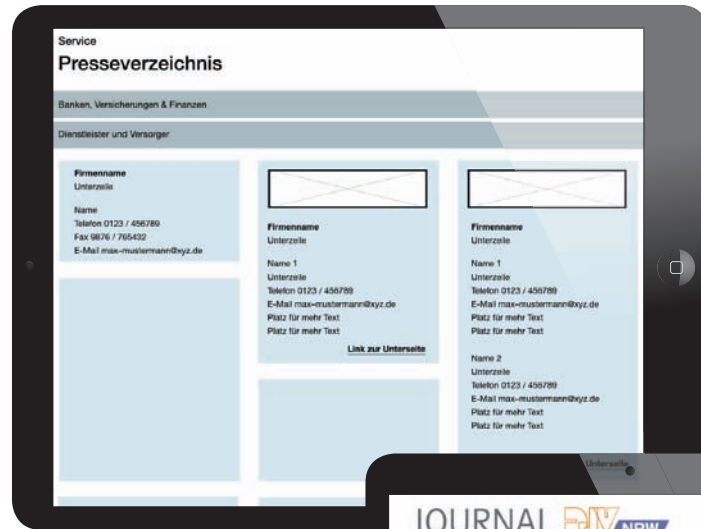 Service
Presseverzeichnis
Banken, Versicherungen & Finanzen
Dienstleister und Versorger
Firmenname
Unterzeile
Name
Telefon 0123 / 456789
Fax 9876 / 765432
E-Mail max-mustermann@xyz.de
Firmenname
Unterzeile
Name 1
Unterzeile
Telefon 0123 / 456789
E-Mail max-mustermann@xyz.de
Platz für mehr Text
Platz für mehr Text
Link zur Unterseite
Firmenname
Unterzeile
Name 1
Unterzeile
Telefon 0123 / 456789
E-Mail max-mustermann@xyz.de
Platz für mehr Text
Platz für mehr Text
Name 2
Unterzeile
Telefon 0123 / 456789
E-Mail max-mustermann@xyz.de
Platz für mehr Text
Platz für mehr Text
Unterseite
JOURNAL DJV NRW